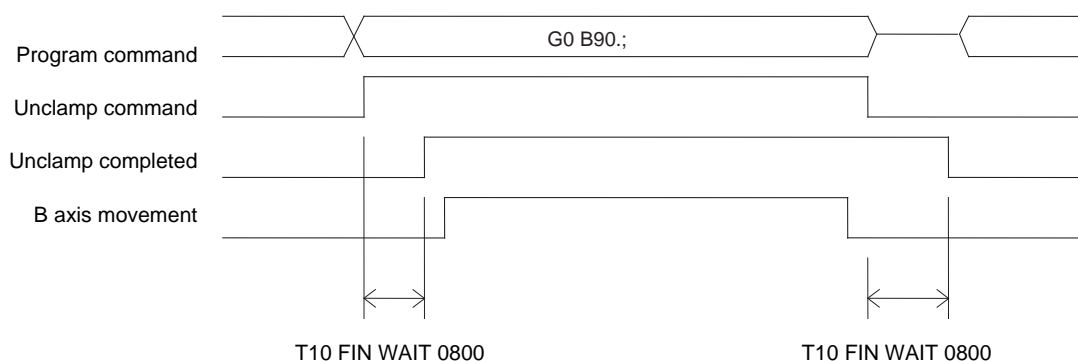 G0 B90.;
Program command
Unclamp command
Unclamp completed
B axis movement
T10 FIN WAIT 0800
T10 FIN WAIT 0800